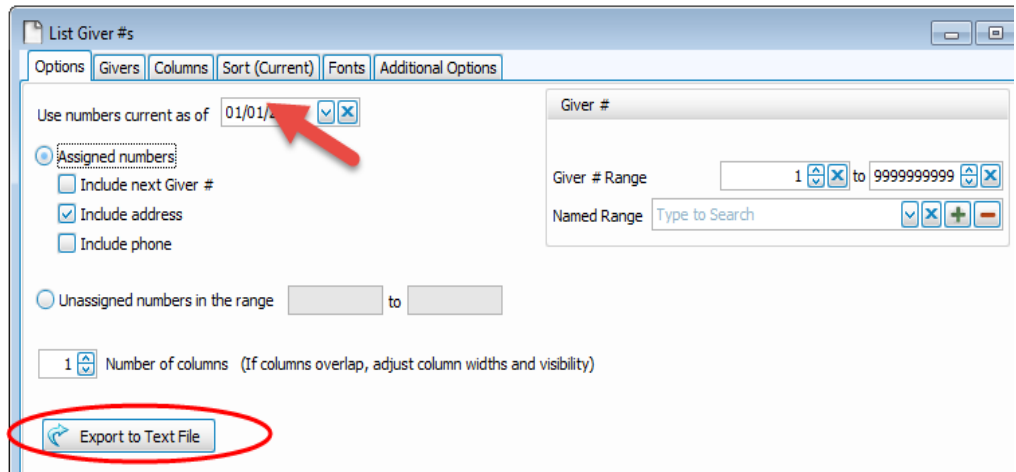 List Giver #s
Options Givers Columns Sort (Current) Fonts Additional Options
Use numbers current as of 01/01/
Giver #
Assigned numbers
Include next Giver #
Giver # Range 1 to 9999999999
Include address
Named Range Type to Search
Include phone
Unassigned numbers in the range to
1 Number of columns (If columns overlap, adjust column widths and visibility)
Export to Text File